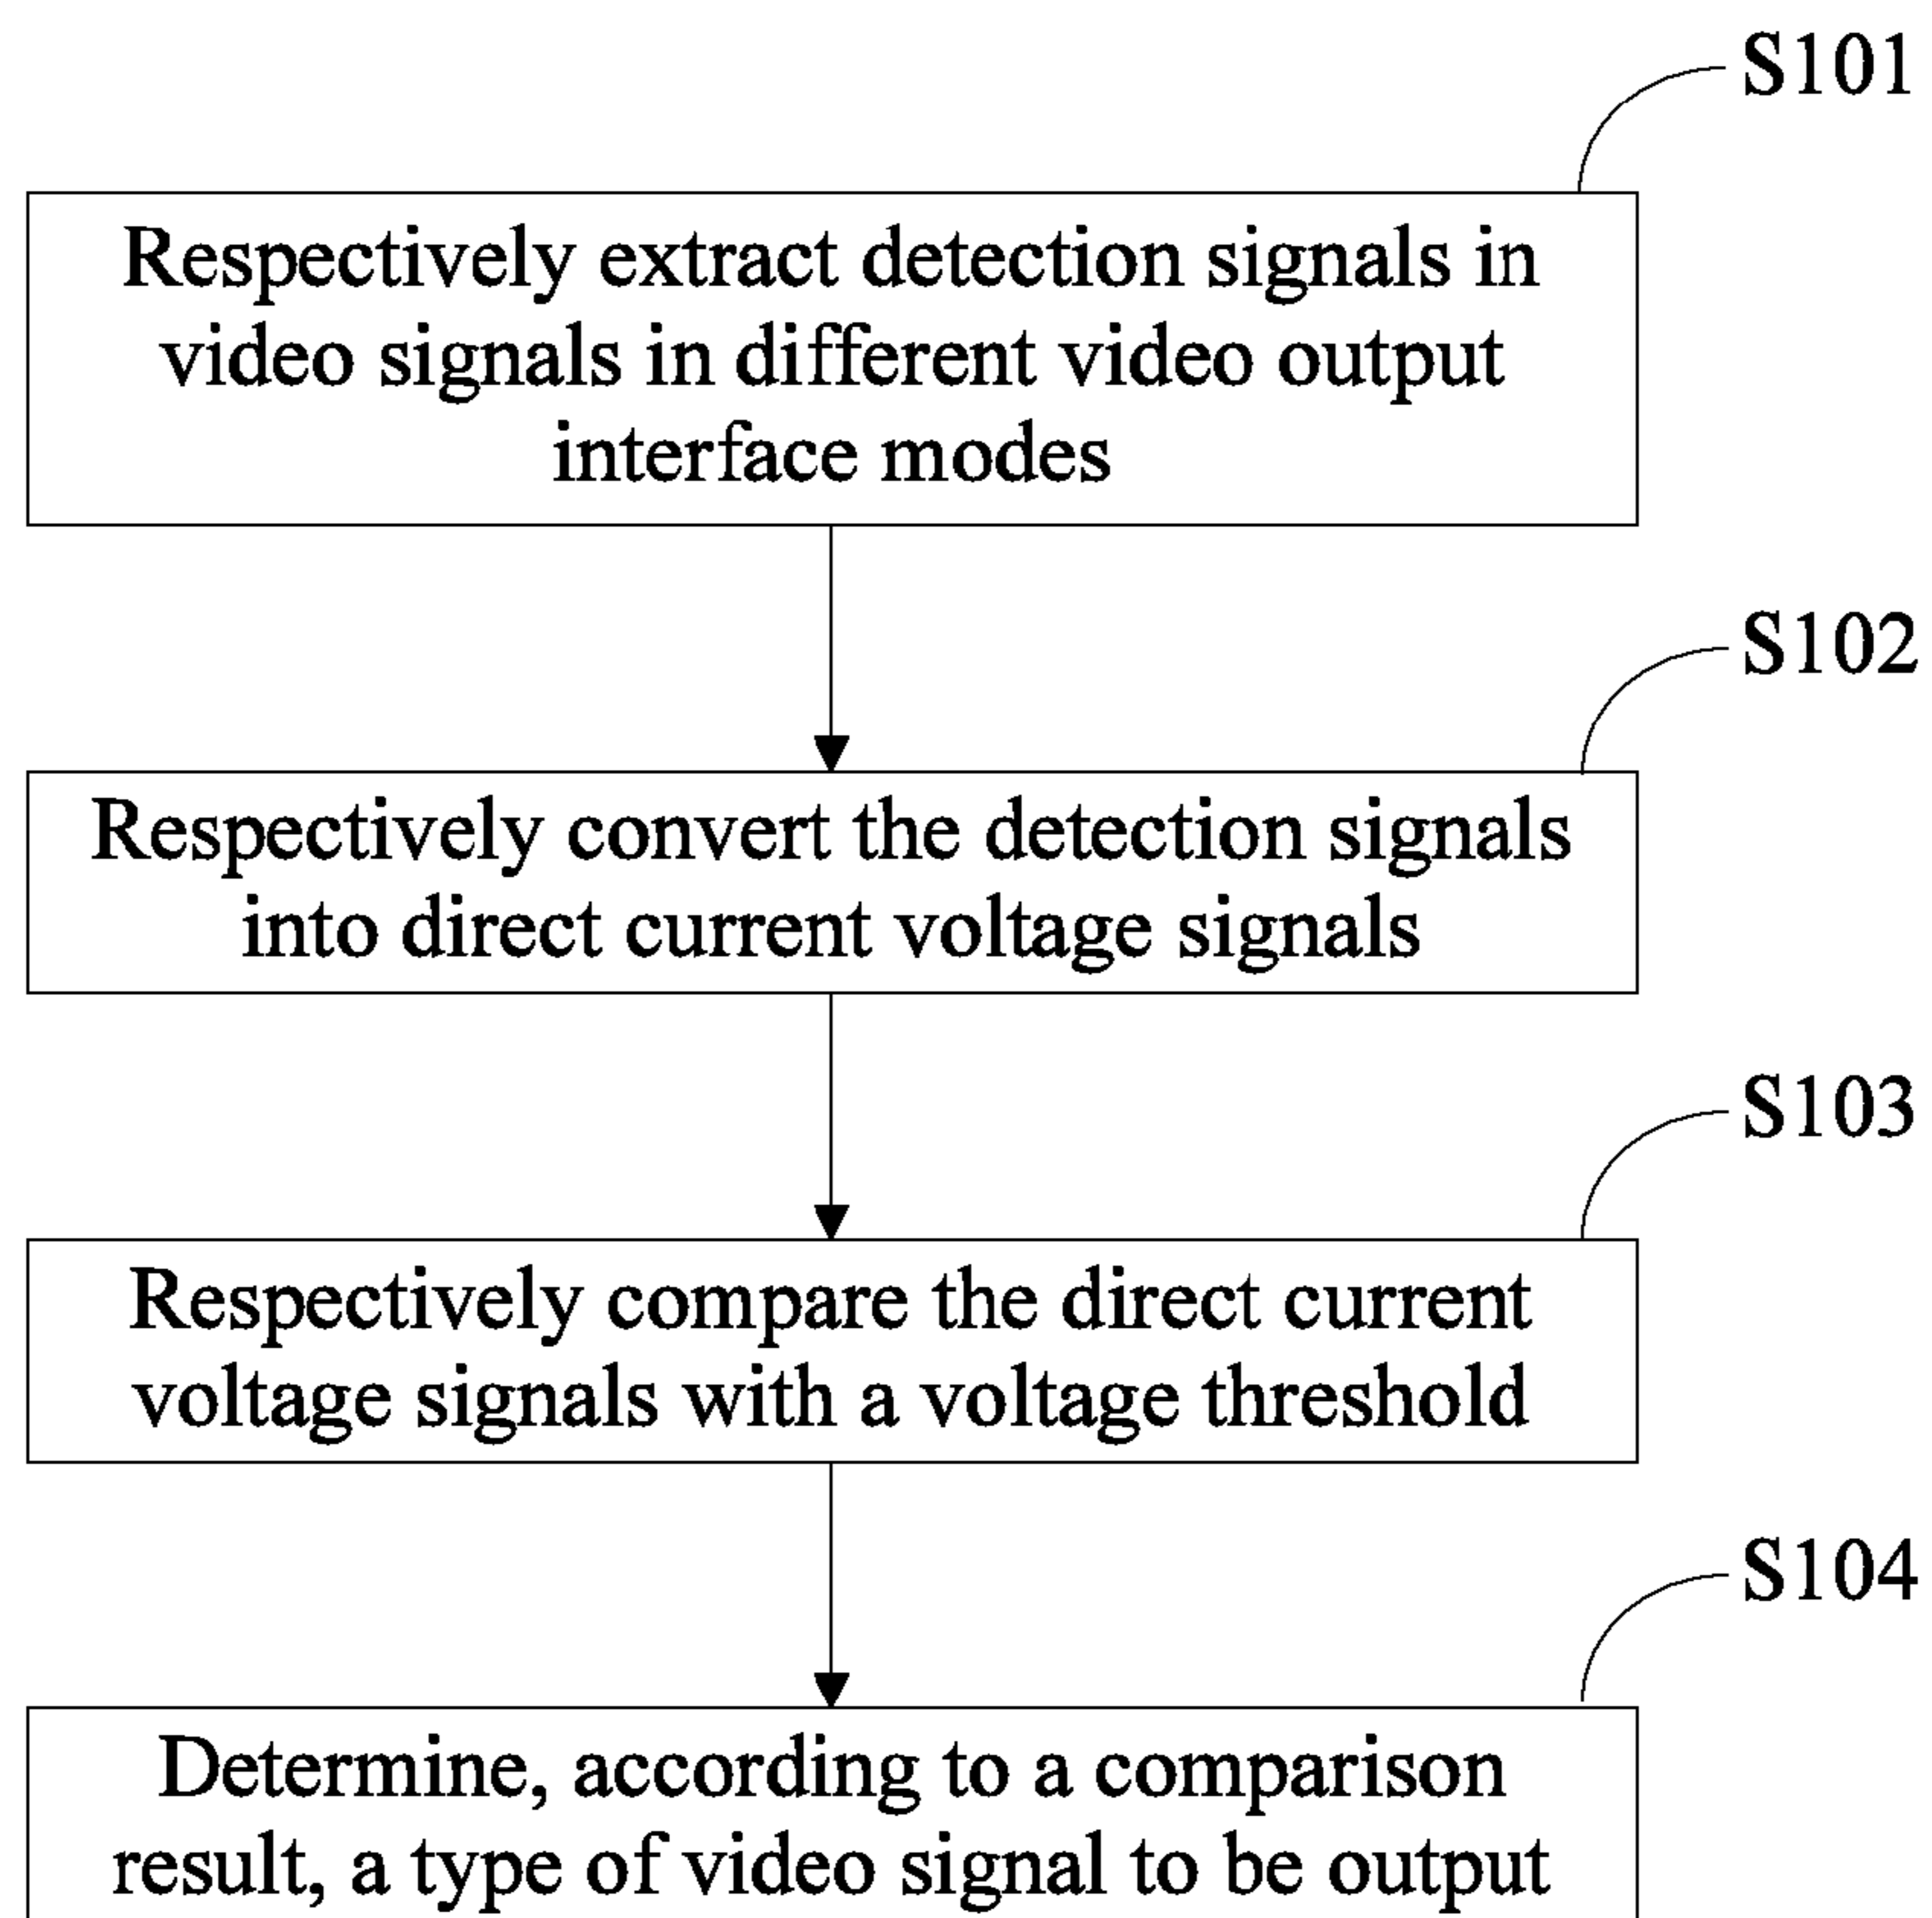 S101
Respectively extract detection signals in
video signals in different video output
interface modes
S102
Respectively convert the detection signals
into direct current voltage signals
S103
Respectively compare the direct current
voltage signals with a voltage threshold
S104
Determine, according to a comparison
result, a type of video signal to be output